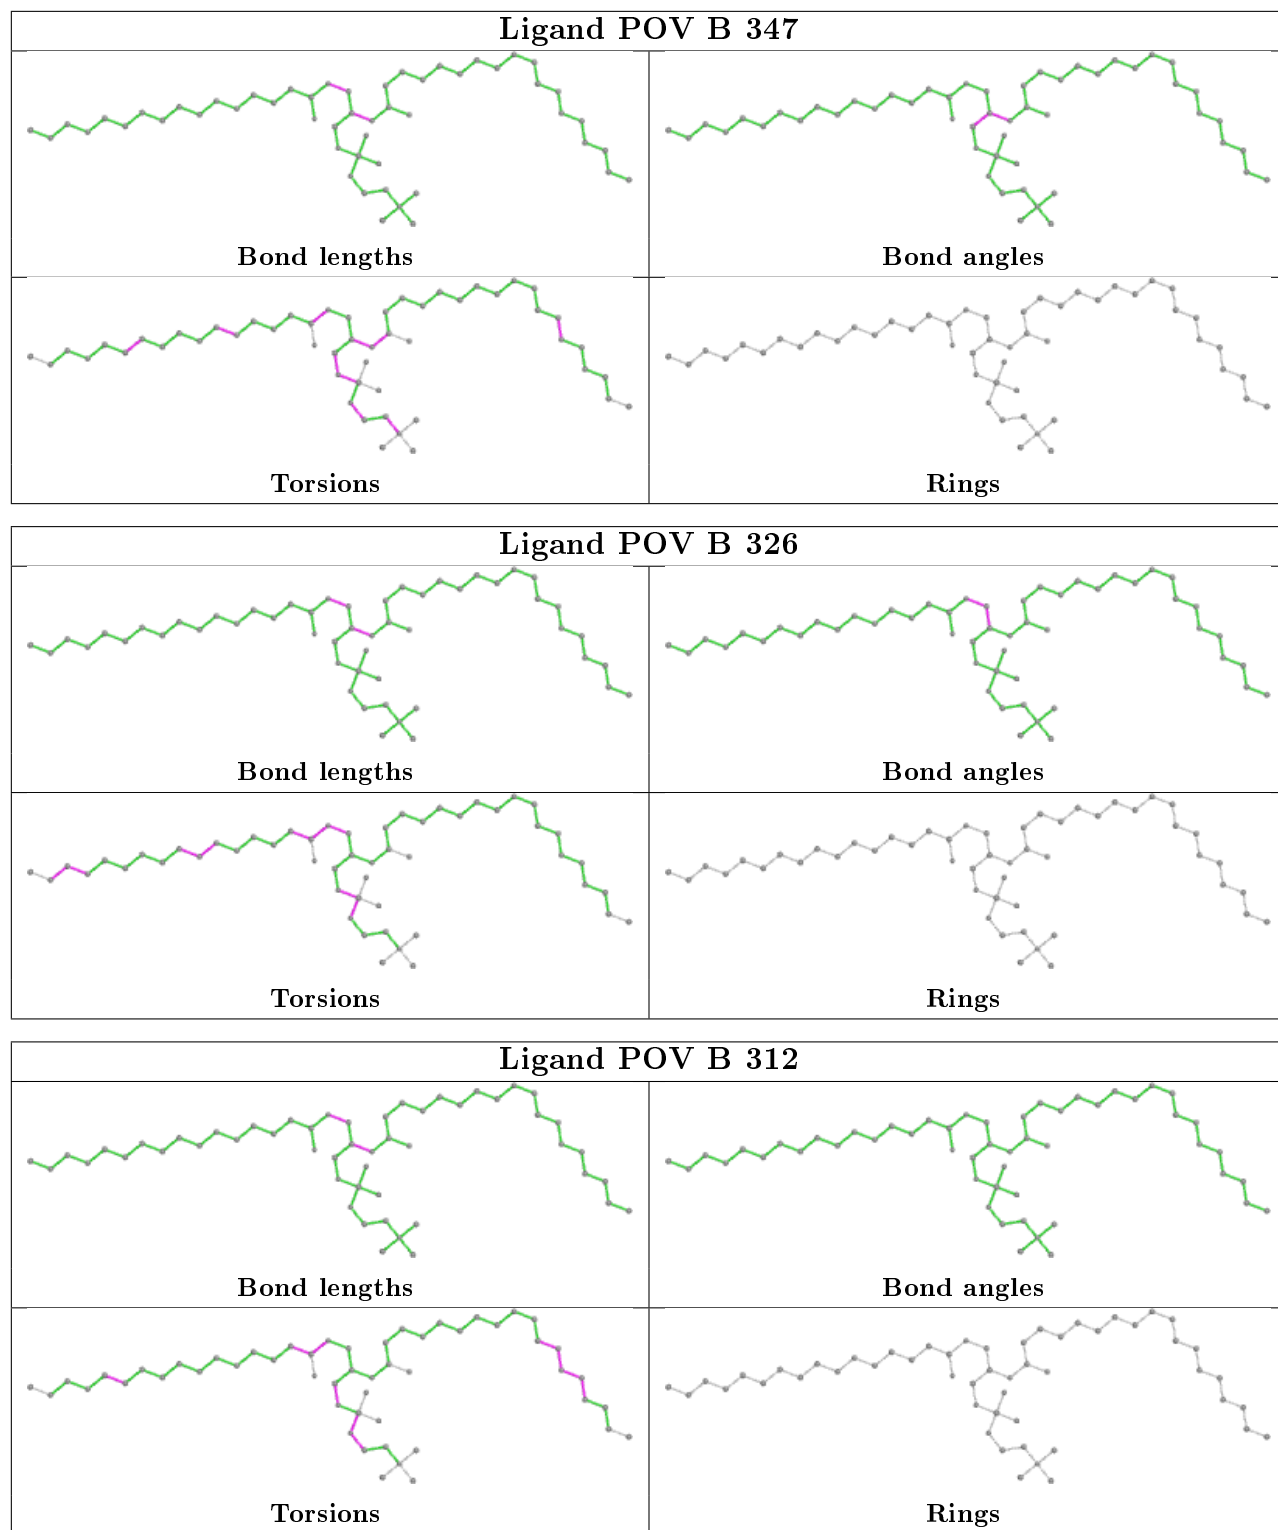 Ligand POV B 347
Bond lengths
Bond angles
Torsions
Rings
Ligand POV B 326
Bond lengths
Bond angles
Torsions
Rings
Ligand POV B 312
Bond lengths
Bond angles
Torsions
Rings